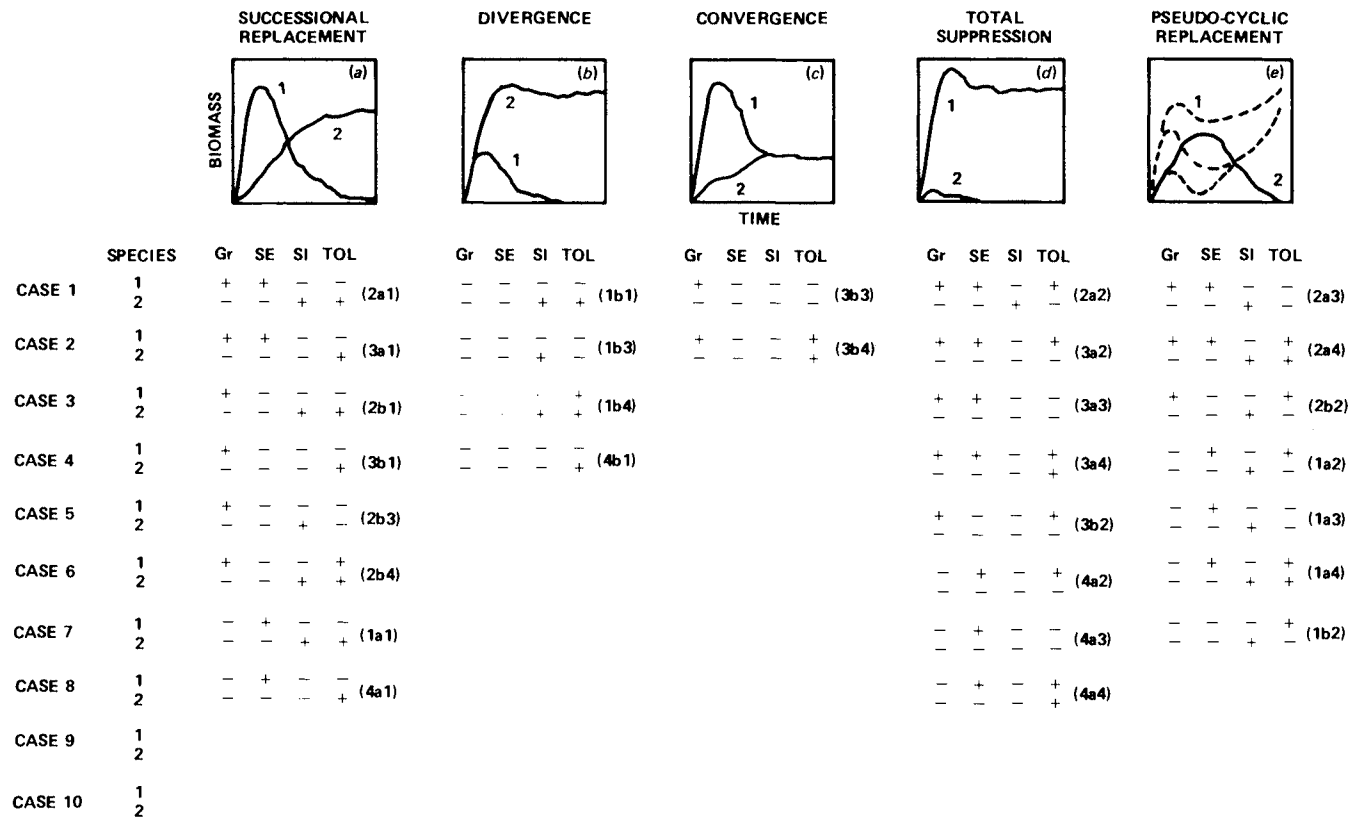 SUCCESSIONAL REPLACEMENT
DIVERGENCE
CONVERGENCE
TOTAL SUPPRESSION
PSEUDO-CYCLIC REPLACEMENT
BIOMASS
(a) 1 2
(b) 2 1
(c) 1 2
(d) 1 2
(e) 1 2
TIME
SPECIES Gr SE SI TOL Gr SE SI TOL Gr SE SI TOL Gr SE SI TOL Gr SE SI TOL
CASE 1
1 + + – – – – – – + – – – + + – + + + – –
2 – – + + (2a1) – – + + (1b1) – – – – (3b3) – – + – (2a2) – – + – (2a3)
CASE 2
1 + + – – – – – – + – – + + + – + + + – +
2 – – – + (3a1) – – + – (1b3) – – – + (3b4) – – – – (3a2) – – + + (2a4)
CASE 3
1 + – – – - - - + + + – – + – – +
2 – – + + (2b1) – - + + (1b4) – – – – (3a3) – – + – (2b2)
CASE 4
1 + – – – – – – – + + – + – + – +
2 – – – + (3b1) – – – + (4b1) – – – + (3a4) – – + – (1a2)
CASE 5
1 + – – – + – – + – + – –
2 – – + – (2b3) – – – – (3b2) – – + – (1a3)
CASE 6
1 + – – + – + – + – + – +
2 – – + + (2b4) – – – – (4a2) – – + + (1a4)
CASE 7
1 – + – – – + – – – – – +
2 – – + + (1a1) – – – – (4a3) – – + – (1b2)
CASE 8
1 – + – – – + – +
2 – – – + (4a1) – – – + (4a4)
CASE 9
1
2
CASE 10
1
2